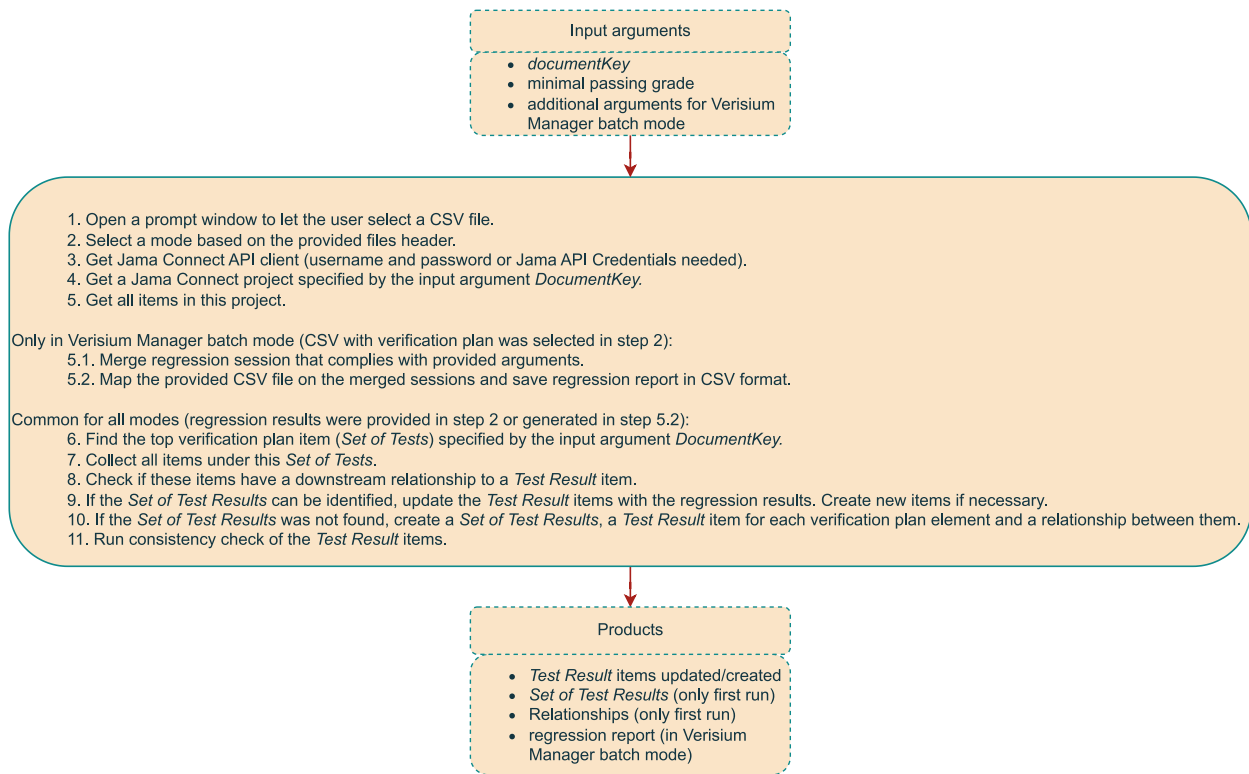 Input arguments
• documentKey
• minimal passing grade
• additional arguments for Verisium
Manager batch mode
1. Open a prompt window to let the user select a CSV file.
2. Select a mode based on the provided files header.
3. Get Jama Connect API client (username and password or Jama API Credentials needed).
4. Get a Jama Connect project specified by the input argument DocumentKey.
5. Get all items in this project.
Only in Verisium Manager batch mode (CSV with verification plan was selected in step 2):
5.1. Merge regression session that complies with provided arguments.
5.2. Map the provided CSV file on the merged sessions and save regression report in CSV format.
Common for all modes (regression results were provided in step 2 or generated in step 5.2):
6. Find the top verification plan item (Set of Tests) specified by the input argument DocumentKey.
7. Collect all items under this Set of Tests.
8. Check if these items have a downstream relationship to a Test Result item.
9. If the Set of Test Results can be identified, update the Test Result items with the regression results. Create new items if necessary.
10. If the Set of Test Results was not found, create a Set of Test Results, a Test Result item for each verification plan element and a relationship between them.
11. Run consistency check of the Test Result items.
Products
• Test Result items updated/created
• Set of Test Results (only first run)
• Relationships (only first run)
• regression report (in Verisium
Manager batch mode)